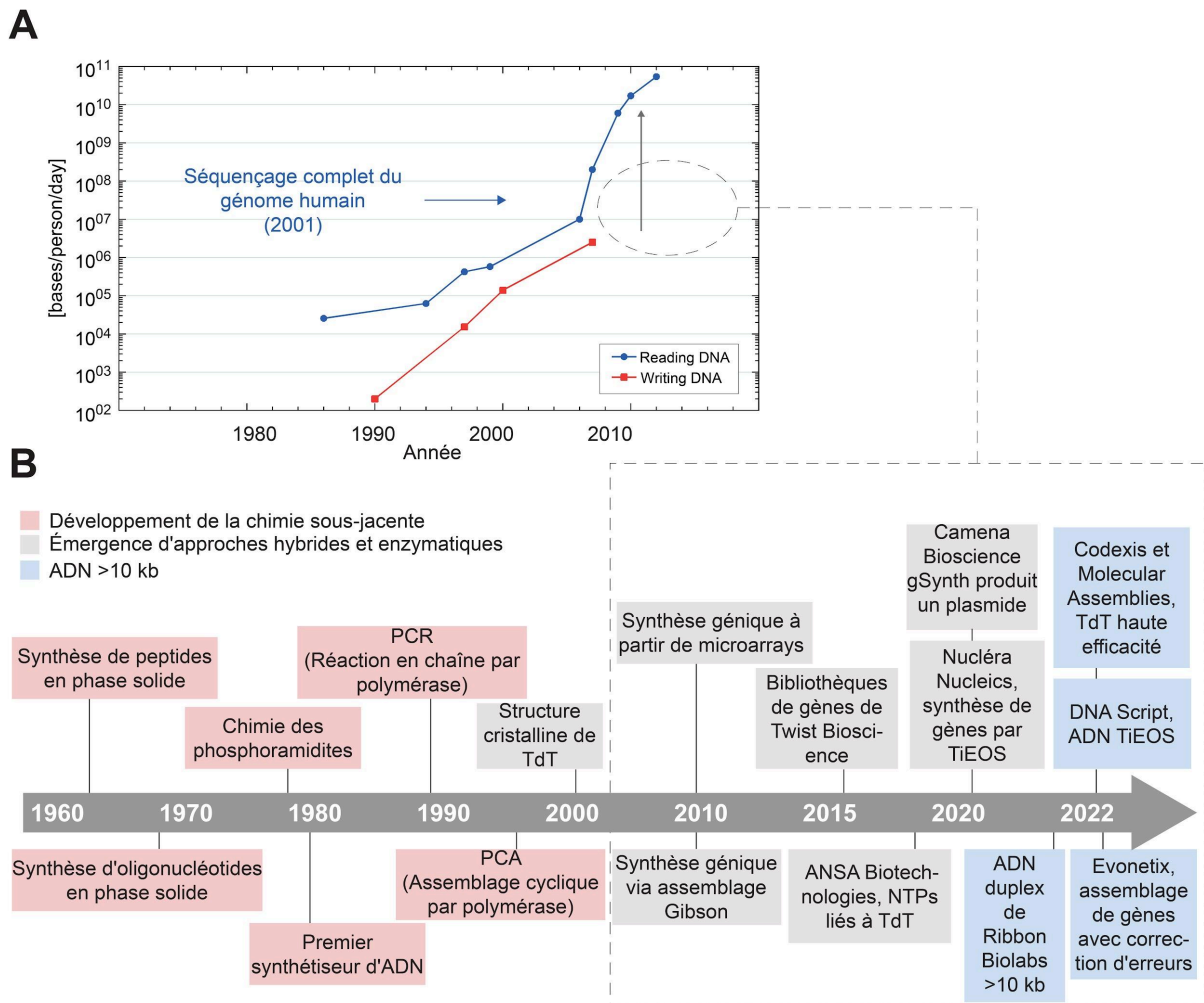 A
10¹¹
10¹⁰
10⁰⁹
10⁰⁸
10⁰⁷
10⁰⁶
10⁰⁵
10⁰⁴
10⁰³
10⁰²
[bases/person/day]
Séquençage complet du
génome humain
(2001)
Reading DNA
Writing DNA
1980
1990
2000
2010
Année
B
Développement de la chimie sous-jacente
Émergence d'approches hybrides et enzymatiques
ADN >10 kb
Synthèse de peptides
en phase solide
Chimie des
phosphoramidites
PCR
(Réaction en chaîne par
polymérase)
Structure
cristalline de
TdT
Synthèse génique à
partir de microarrays
Bibliothèques
de gènes de
Twist Biosci-
ence
Camena
Bioscience
gSynth produit
un plasmide
Nucléra
Nucleics,
synthèse de
gènes par
TiEOS
Codexis et
Molecular
Assemblies,
TdT haute
efficacité
DNA Script,
ADN TiEOS
1960
1970
1980
1990
2000
2010
2015
2020
2022
Synthèse d'oligonucléotides
en phase solide
Premier
synthétiseur d'ADN
PCA
(Assemblage cyclique
par polymérase)
Synthèse génique
via assemblage
Gibson
ANSA Biotech-
nologies, NTPs
liés à TdT
ADN
duplex
de
Ribbon
Biolabs
>10 kb
Evonetix,
assemblage
de gènes
avec correc-
tion d'erreurs